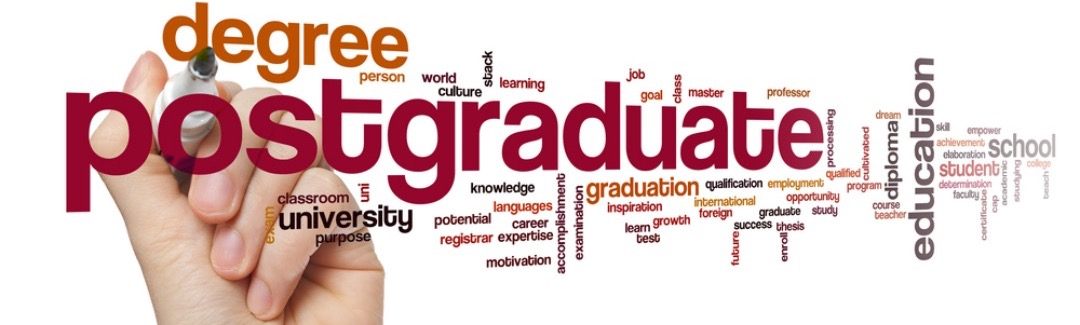 degree
person
world
culture
stack
learning
job
goal
class
master
professor
postgraduate
processing
dream
cultivated
diploma
education
skill
empower
achievement
elaboration
school
student
determination
faculty
academic
studying
college
teach
certificate
cap
classroom
uni
exam
university
purpose
knowledge
languages
potential
career
registrar
expertise
motivation
accomplishment
examination
graduation
inspiration
growth
learn
test
qualification
employment
international
foreign
graduate
success
thesis
future
enroll
opportunity
study
qualified
program
course
teacher